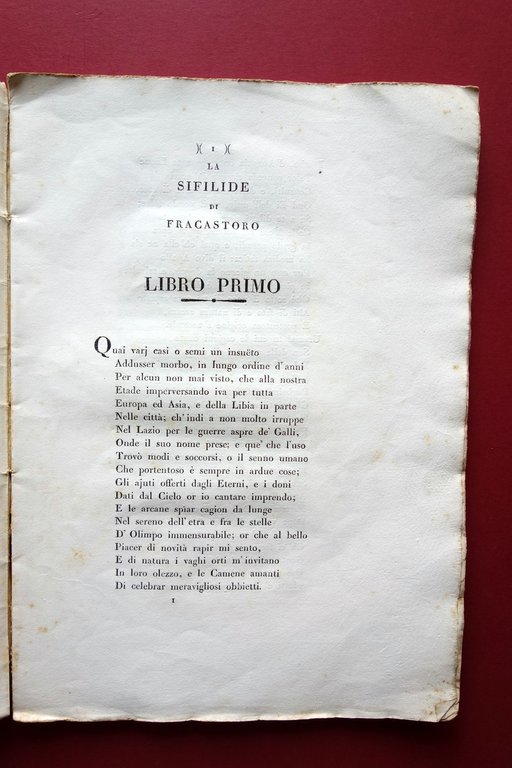 )( 1 )(
LA
SIFILIDE
DI
FRACASTORO
LIBRO PRIMO
Quai varj casi o semi un insuëto
Addusser morbo, in lungo ordine d'anni
Per alcun non mai visto, che alla nostra
Etade imperversando iva per tutta
Europa ed Asia, e della Libia in parte
Nelle città; ch'indi a non molto irruppe
Nel Lazio per le guerre aspre de' Galli,
Onde il suo nome prese; e que' che l'uso
Trovò modi e soccorsi, o il senno umano
Che portentoso è sempre in ardue cose;
Gli ajuti offerti dagli Eterni, e i doni
Dati dal Cielo or io cantare imprendo;
E le arcane spïar cagion da lunge
Nel sereno dell'etra e fra le stelle
D' Olimpo immensurabile; or che al bello
Piacer di novità rapir mi sento,
E di natura i vaghi orti m'invitano
In loro olezzo, e le Camene amanti
Di celebrar meravigliosi obbietti.
1